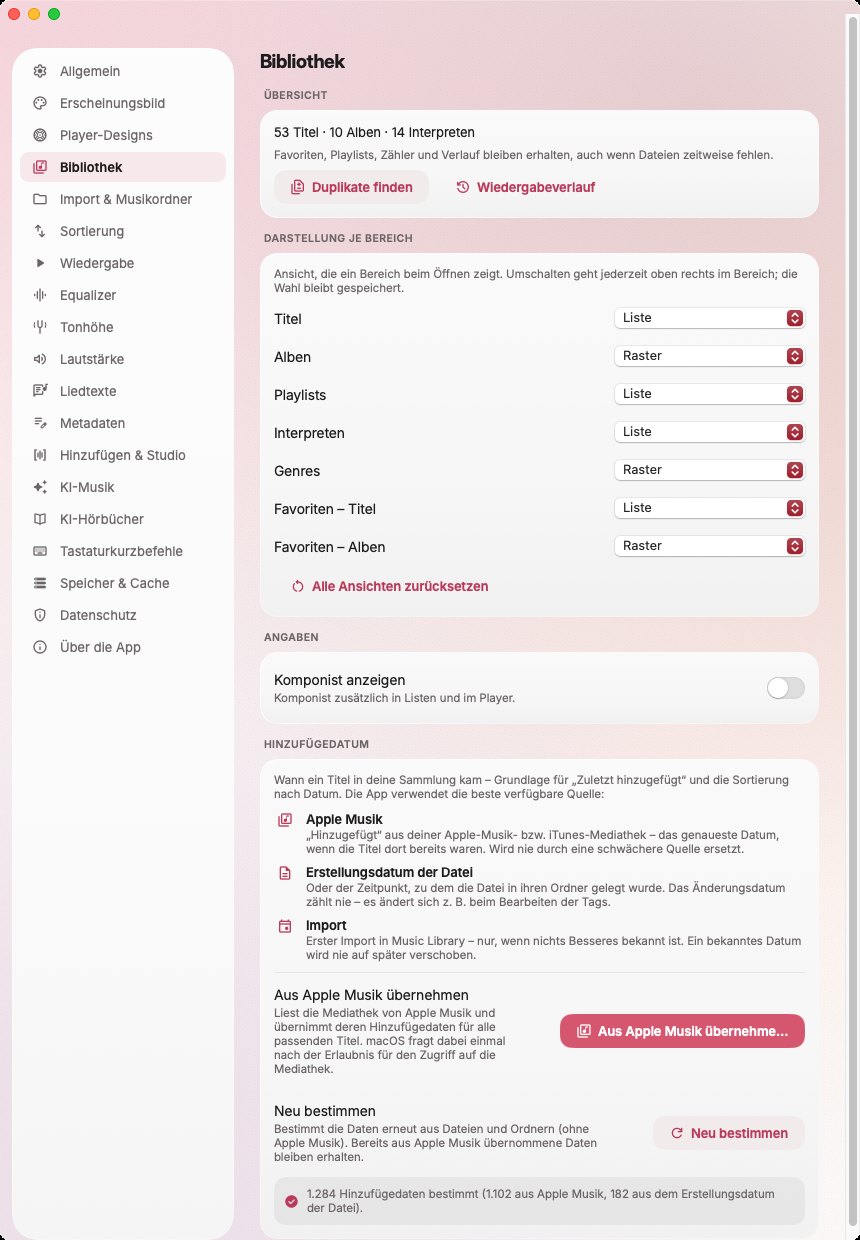 Allgemein
Erscheinungsbild
Player-Designs
Bibliothek
Import & Musikordner
Sortierung
Wiedergabe
Equalizer
Tonhöhe
Lautstärke
Liedtexte
Metadaten
Hinzufügen & Studio
KI-Musik
KI-Hörbücher
Tastaturkurzbefehle
Speicher & Cache
Datenschutz
Über die App
Bibliothek
ÜBERSICHT
53 Titel · 10 Alben · 14 Interpreten
Favoriten, Playlists, Zähler und Verlauf bleiben erhalten, auch wenn Dateien zeitweise fehlen.
Duplikate finden
Wiedergabeverlauf
DARSTELLUNG JE BEREICH
Ansicht, die ein Bereich beim Öffnen zeigt. Umschalten geht jederzeit oben rechts im Bereich; die
Wahl bleibt gespeichert.
Titel Liste
Alben Raster
Playlists Liste
Interpreten Liste
Genres Raster
Favoriten – Titel Liste
Favoriten – Alben Raster
Alle Ansichten zurücksetzen
ANGABEN
Komponist anzeigen
Komponist zusätzlich in Listen und im Player.
HINZUFÜGEDATUM
Wann ein Titel in deine Sammlung kam – Grundlage für „Zuletzt hinzugefügt“ und die Sortierung
nach Datum. Die App verwendet die beste verfügbare Quelle:
Apple Musik
„Hinzugefügt“ aus deiner Apple-Musik- bzw. iTunes-Mediathek – das genaueste Datum,
wenn die Titel dort bereits waren. Wird nie durch eine schwächere Quelle ersetzt.
Erstellungsdatum der Datei
Oder der Zeitpunkt, zu dem die Datei in ihren Ordner gelegt wurde. Das Änderungsdatum
zählt nie – es ändert sich z. B. beim Bearbeiten der Tags.
Import
Erster Import in Music Library – nur, wenn nichts Besseres bekannt ist. Ein bekanntes Datum
wird nie auf später verschoben.
Aus Apple Musik übernehmen
Liest die Mediathek von Apple Musik und
übernimmt deren Hinzufügedaten für alle
passenden Titel. macOS fragt dabei einmal
nach der Erlaubnis für den Zugriff auf die
Mediathek.
Aus Apple Musik übernehme...
Neu bestimmen
Bestimmt die Daten erneut aus Dateien und Ordnern (ohne
Apple Musik). Bereits aus Apple Musik übernommene Daten
bleiben erhalten.
Neu bestimmen
1.284 Hinzufügedaten bestimmt (1.102 aus Apple Musik, 182 aus dem Erstellungsdatum
der Datei).